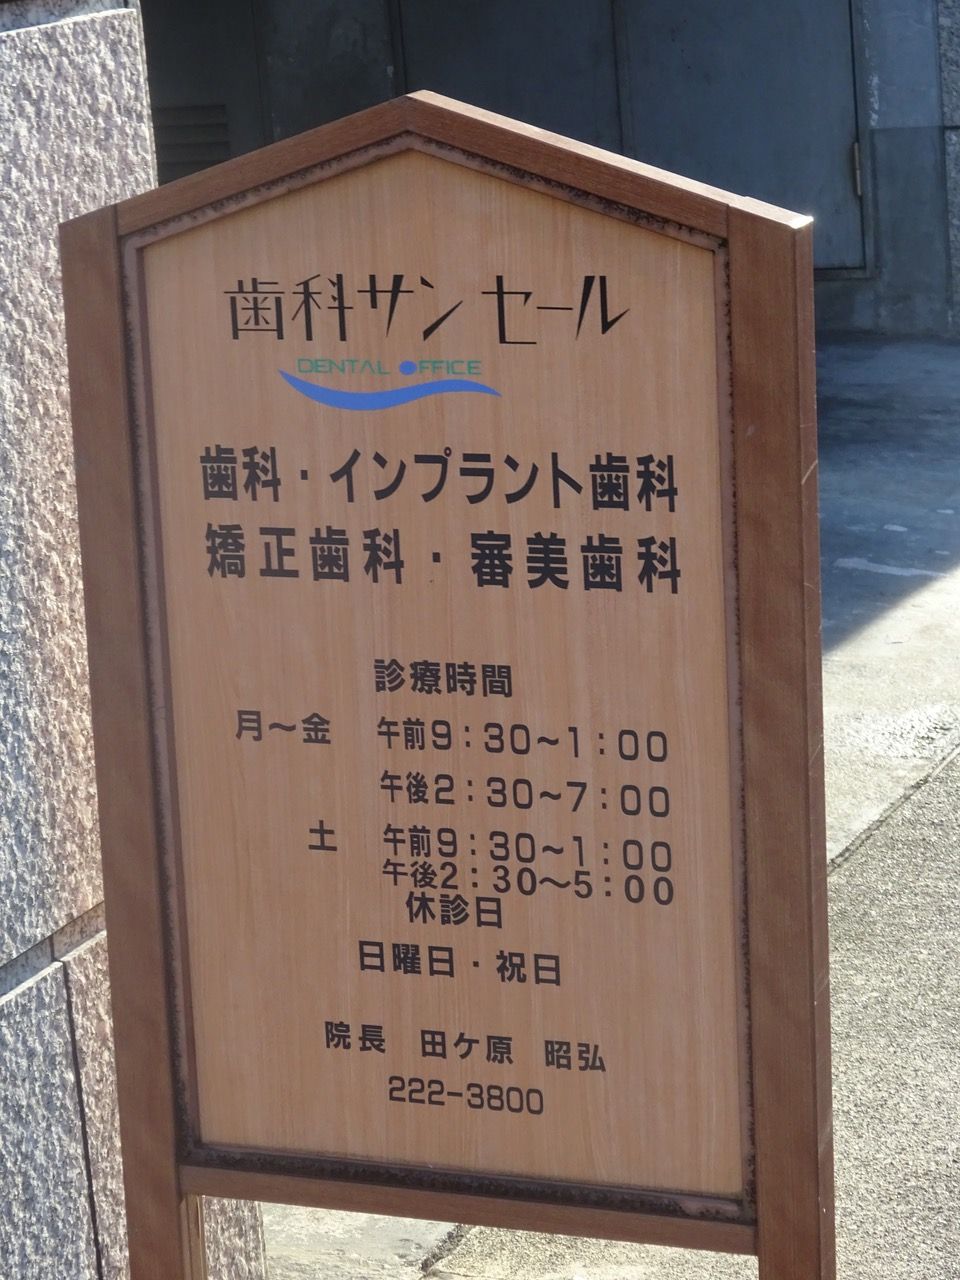 歯科サンセール
DENTAL OFFICE
歯科・インプラント歯科
矯正歯科・審美歯科
診療時間
月～金 午前9：30～1：00
午後2：30～7：00
土 午前9：30～1：00
午後2：30～5：00
休診日
日曜日・祝日
院長 田ケ原 昭弘
222-3800